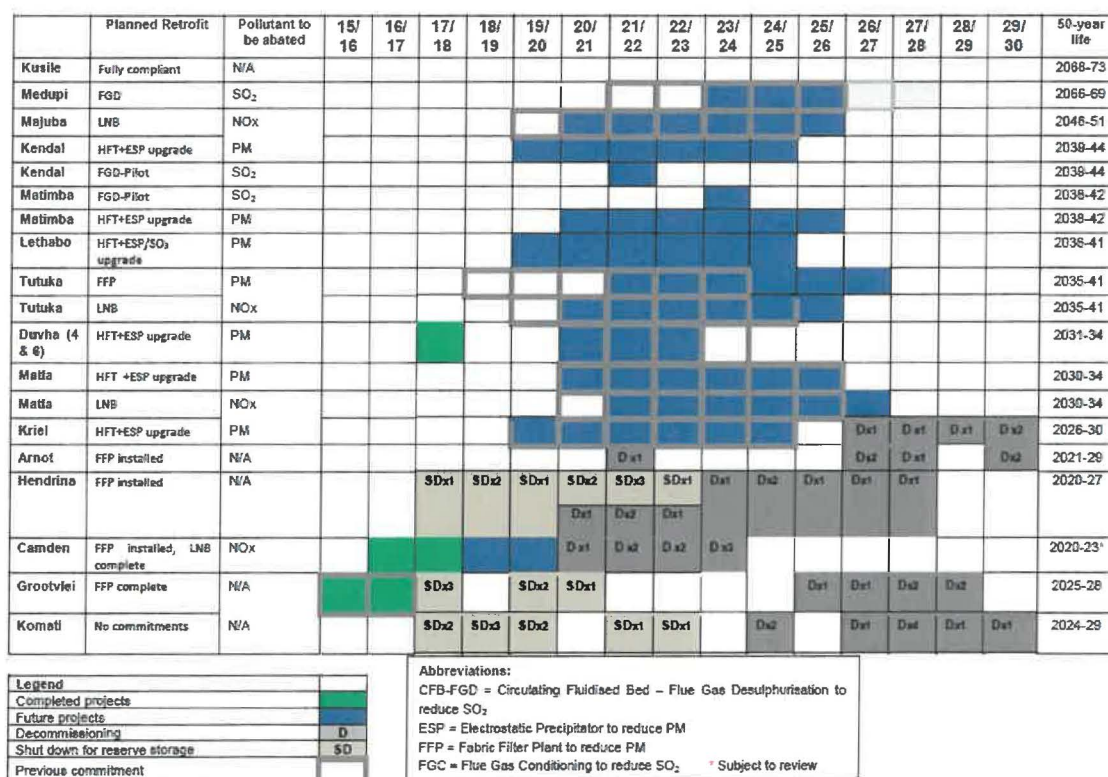 Planned Retrofit Pollutant to be abated 15/16 16/17 17/18 18/19 19/20 20/21 21/22 22/23 23/24 24/25 25/26 26/27 27/28 28/29 29/30 50-year life
Kusile Fully compliant N/A 2068-73
Medupi FGD SO₂ 2066-69
Majuba LNB NOx 2046-51
Kendal HFT+ESP upgrade PM 2039-44
Kendal FGD-Pilot SO₂ 2039-44
Matimba FGD-Pilot SO₂ 2038-42
Matimba HFT+ESP upgrade PM 2038-42
Lethabo HFT+ESP/SO₃ upgrade PM 2036-41
Tutuka FFP PM 2035-41
Tutuka LNB NOx 2035-41
Duvha (4 & 6) HFT+ESP upgrade PM 2031-34
Matla HFT +ESP upgrade PM 2030-34
Matla LNB NOx 2030-34
Kriel HFT+ESP upgrade PM Dx1 Dx1 Dx1 Dx2 2026-30
Arnot FFP installed N/A Dx1 Dx2 Dx1 Dx2 2021-29
Hendrina FFP installed N/A SDx1 SDx2 SDx1 SDx2 SDx3 SDx1 Dx1 Dx2 Dx1 Dx1 Dx1 2020-27
Dx1 Dx2 Dx1
Camden FFP installed, LNB complete NOx Dx1 Dx2 Dx2 Dx3 2020-23*
Grootvlei FFP complete N/A SDx3 SDx2 SDx1 Dx1 Dx1 Dx2 Dx2 2025-28
Komati No commitments N/A SDx2 SDx3 SDx2 SDx1 SDx1 Dx2 Dx1 Dx4 Dx1 Dx1 2024-29
Legend
Completed projects
Future projects
Decommissioning D
Shut down for reserve storage SD
Previous commitment
Abbreviations:
CFB-FGD = Circulating Fluidised Bed – Flue Gas Desulphurisation to
reduce SO₂
ESP = Electrostatic Precipitator to reduce PM
FFP = Fabric Filter Plant to reduce PM
FGC = Flue Gas Conditioning to reduce SO₂ * Subject to review